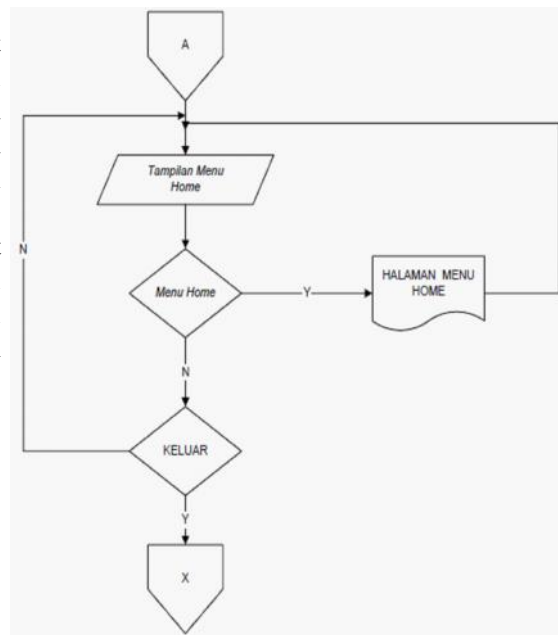 A
Tampilan Menu
Home
N
Menu Home
Y
HALAMAN MENU
HOME
N
KELUAR
Y
X